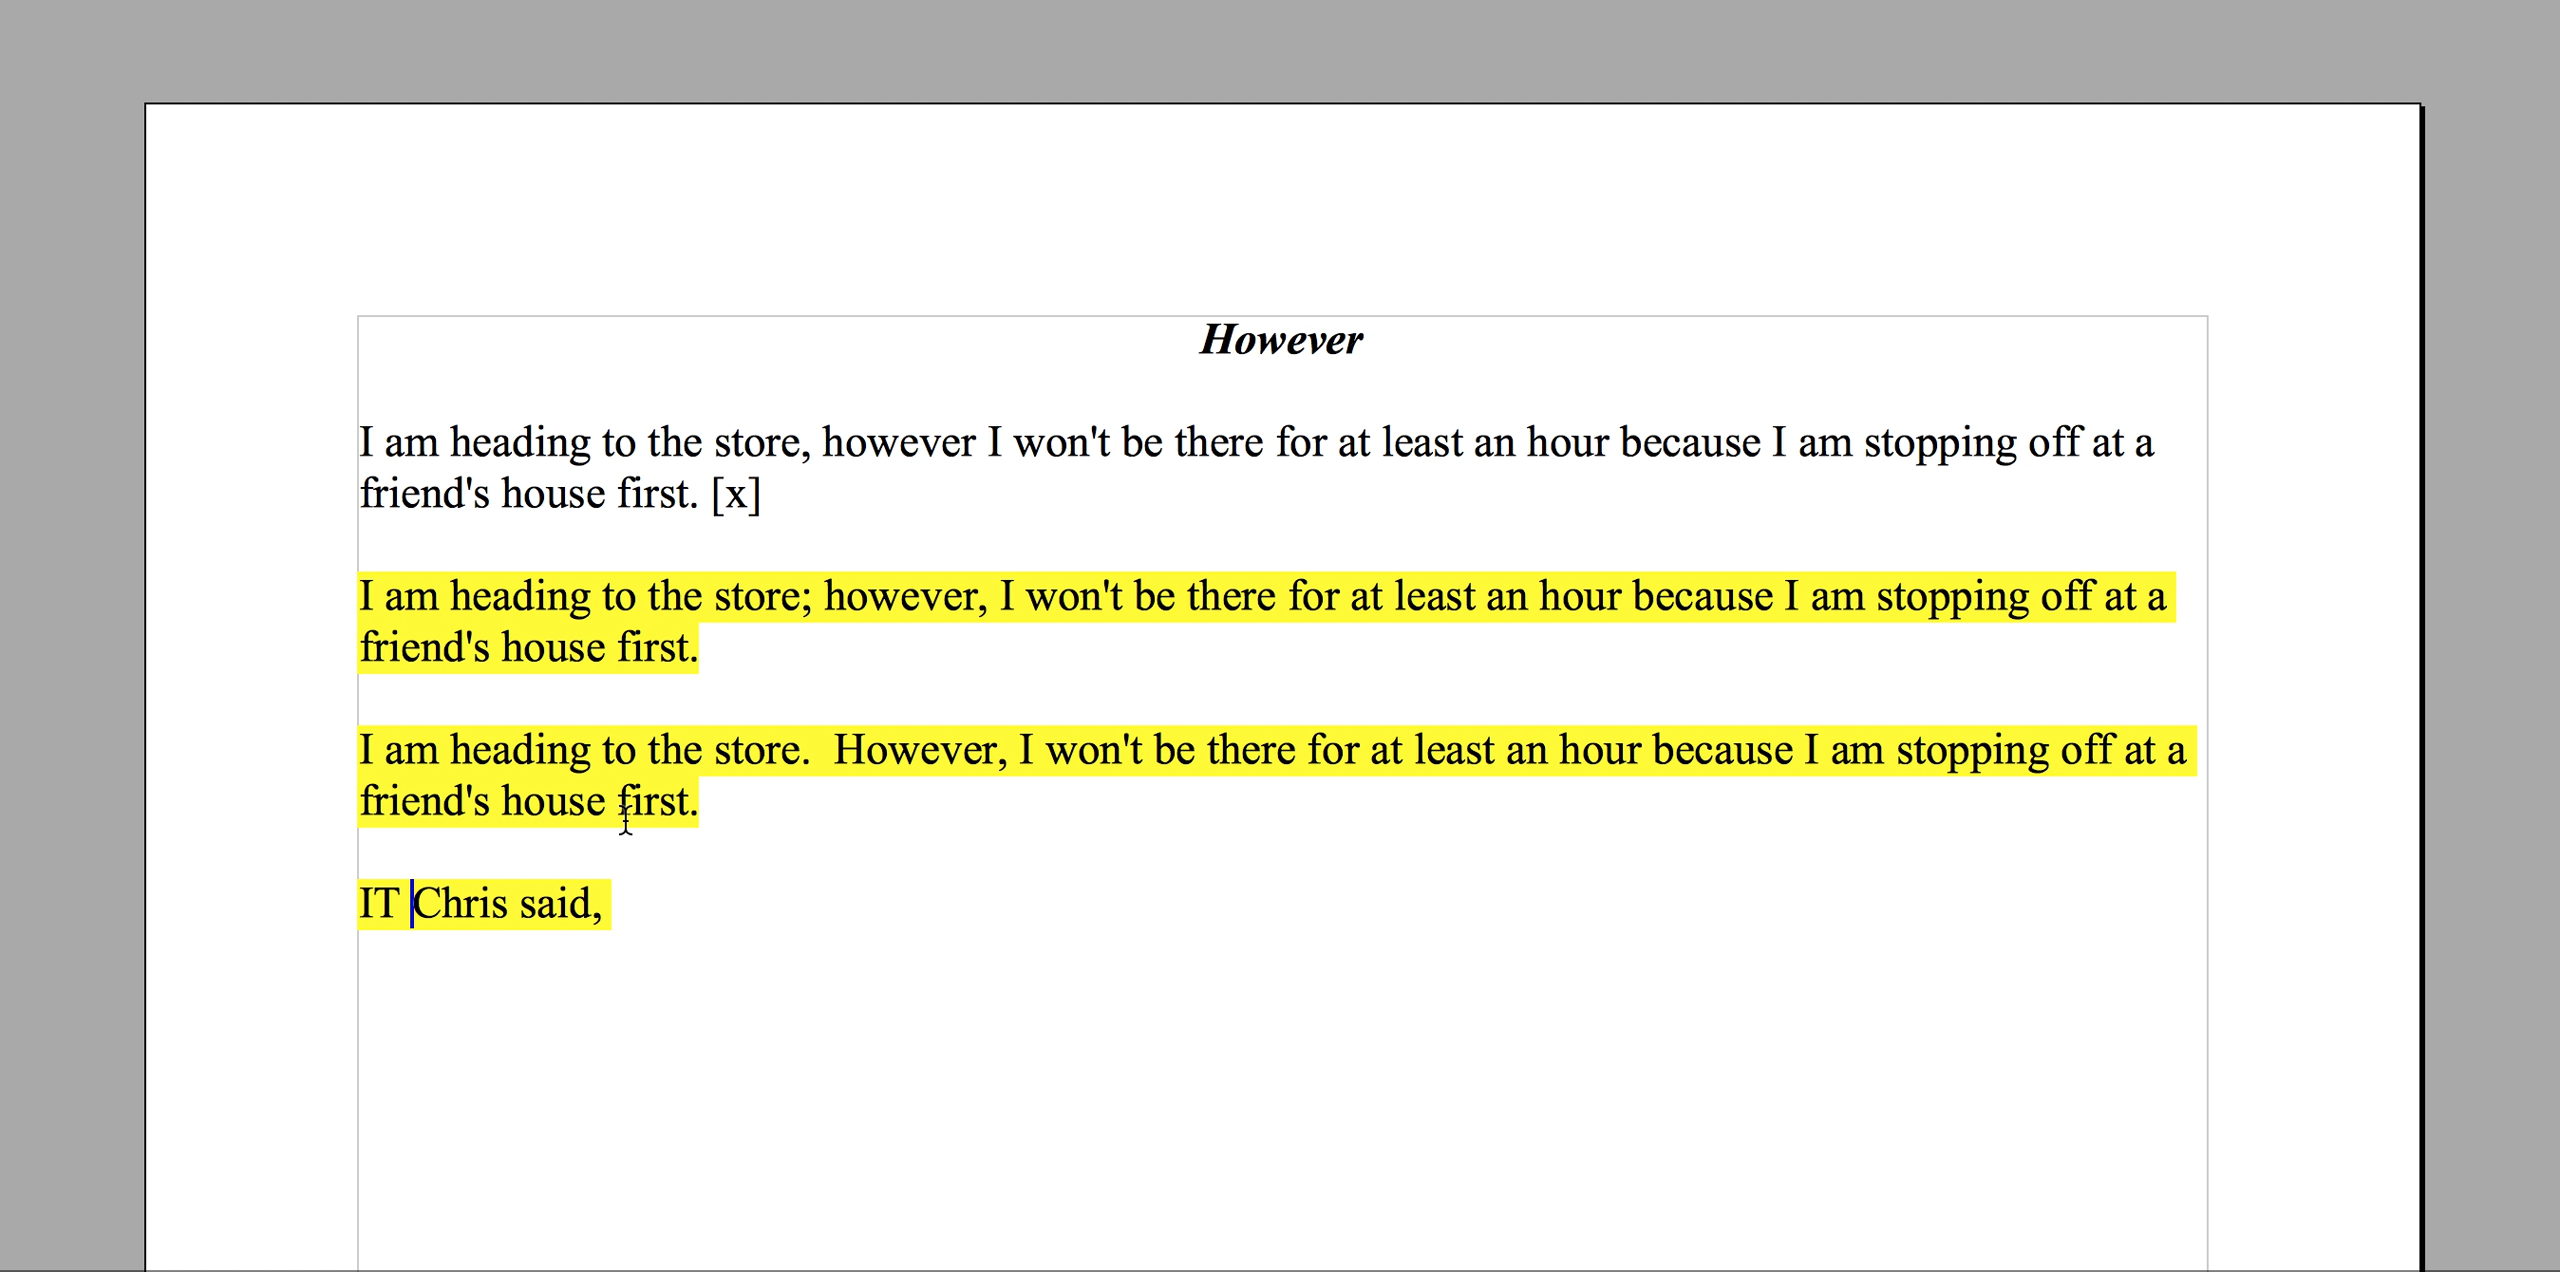 However
I am heading to the store, however I won't be there for at least an hour because I am stopping off at a
friend's house first. [x]
I am heading to the store; however, I won't be there for at least an hour because I am stopping off at a
friend's house first.
I am heading to the store.  However, I won't be there for at least an hour because I am stopping off at a
friend's house first.
IT Chris said,